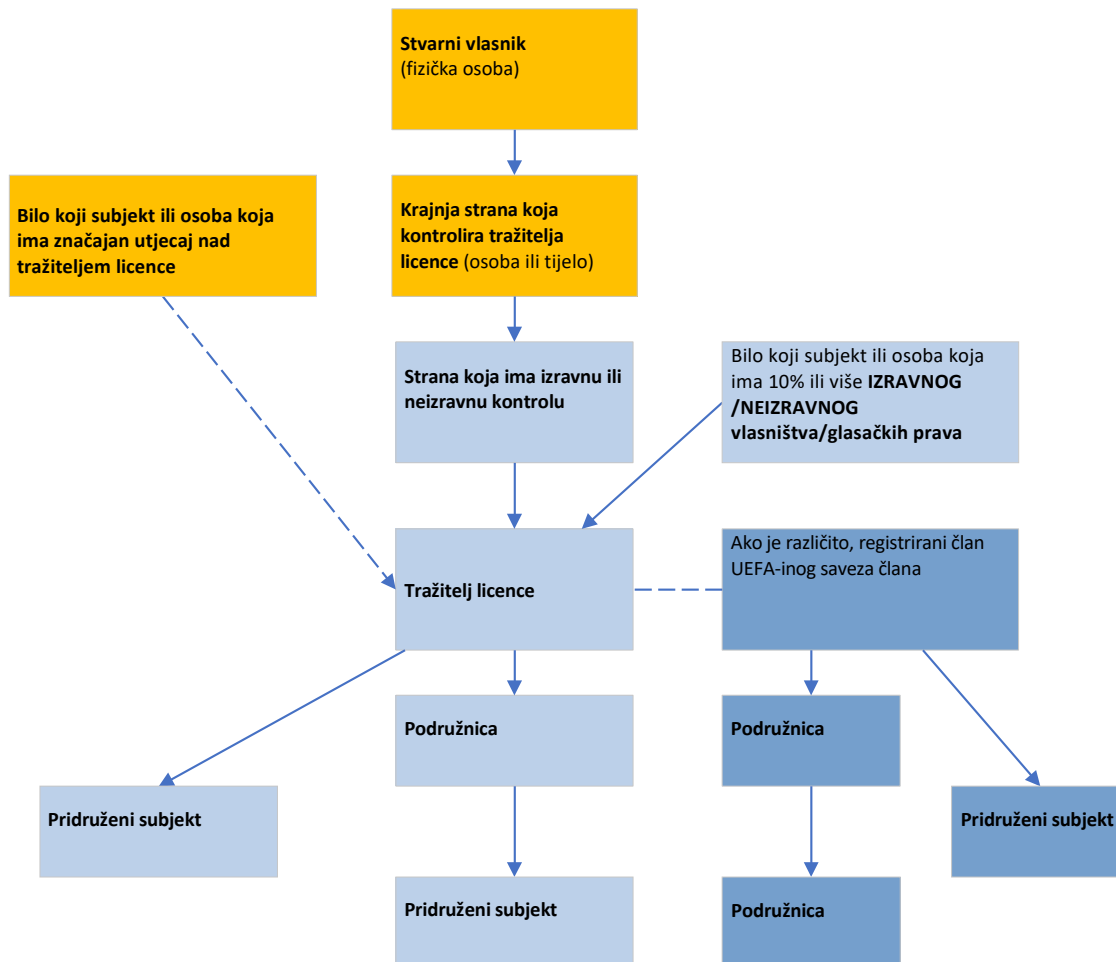 Stvarni vlasnik
(fizička osoba)
Bilo koji subjekt ili osoba koja
ima značajan utjecaj nad
tražiteljem licence
Krajnja strana koja
kontrolira tražitelja
licence (osoba ili tijelo)
Strana koja ima izravnu ili
neizravnu kontrolu
Bilo koji subjekt ili osoba koja
ima 10% ili više IZRAVNOG
/NEIZRAVNOG
vlasništva/glasačkih prava
Tražitelj licence
Ako je različito, registrirani član
UEFA-inog saveza člana
Podružnica
Podružnica
Pridruženi subjekt
Pridruženi subjekt
Pridruženi subjekt
Podružnica